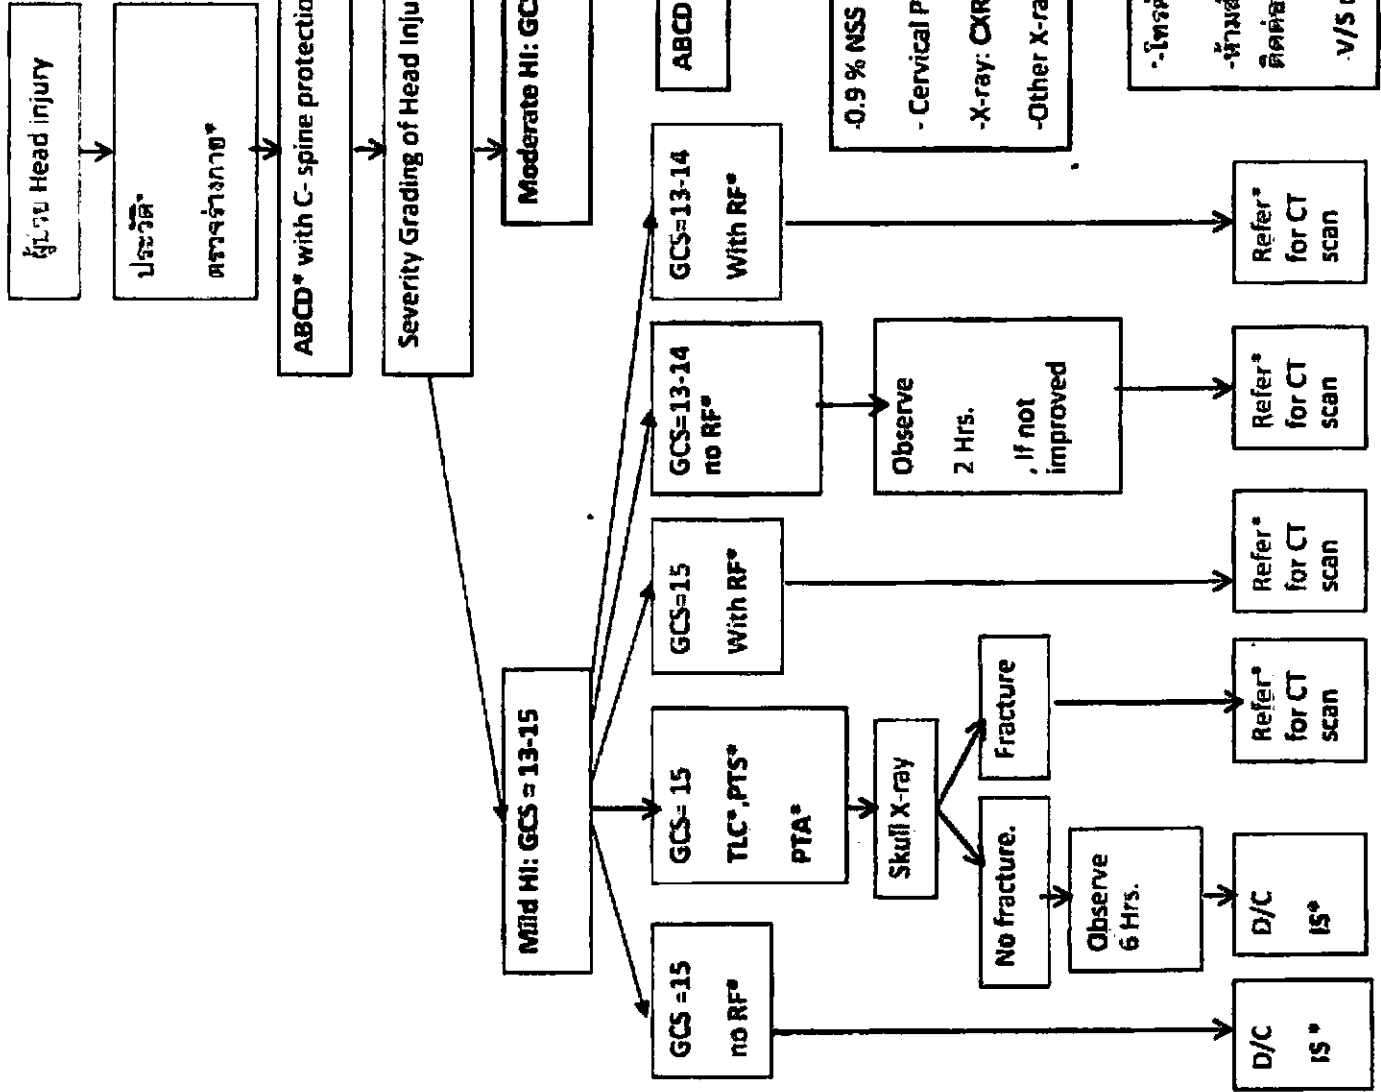 ผู้ป่วย Head injury
ประวัติ*
ตรวจร่างกาย*
ABCD* with C- spine protectio
Severity Grading of Head Inju
Mild HI: GCS = 13-15
Moderate HI: GC
GCS =15
no RF*
GCS= 15
TLC*,PTS*
PTA*
GCS=15
With RF*
GCS=13-14
no RF*
GCS=13-14
With RF*
ABCD
Skull X-ray
No fracture.
Fracture
Observe
6 Hrs.
Observe
2 Hrs.
, If not
improved
-0.9 % NSS
- Cervical P
-X-ray: CXR
-Other X-ra
D/C
IS *
D/C
IS*
Refer*
for CT
scan
Refer*
for CT
scan
Refer*
for CT
scan
Refer*
for CT
scan
ติดต่อ
-V/S